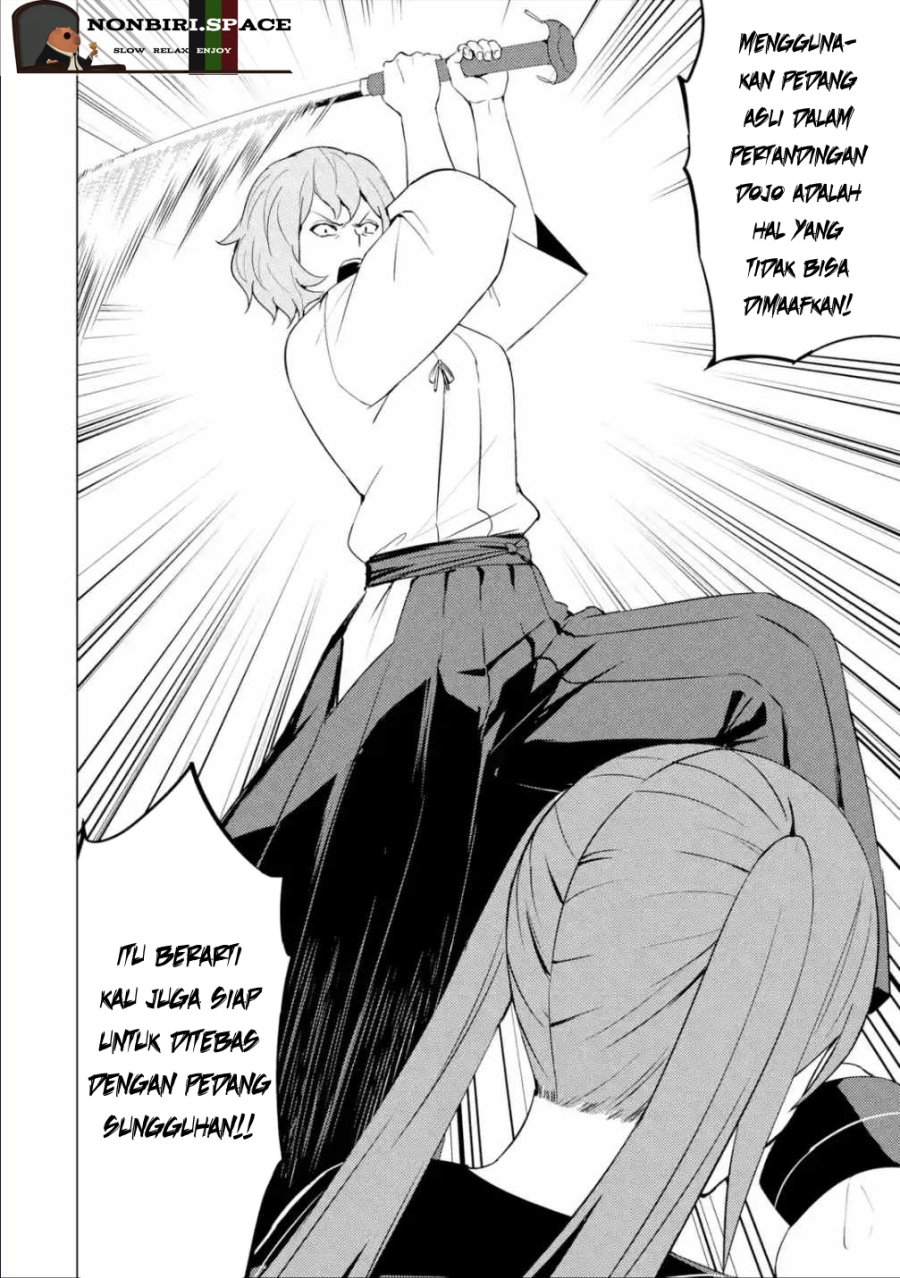 NONBIRI.SPACE
SLOW RELAX ENJOY
MENGGUNA-
KAN PEDANG
ASLI DALAM
PERTANDINGAN
DOJO ADALAH
HAL YANG
TIDAK BISA
DIMAAFKAN!
ITU BERARTI
KAU JUGA SIAP
UNTUK DITEBAS
DENGAN PEDANG
SUNGGUHAN!!